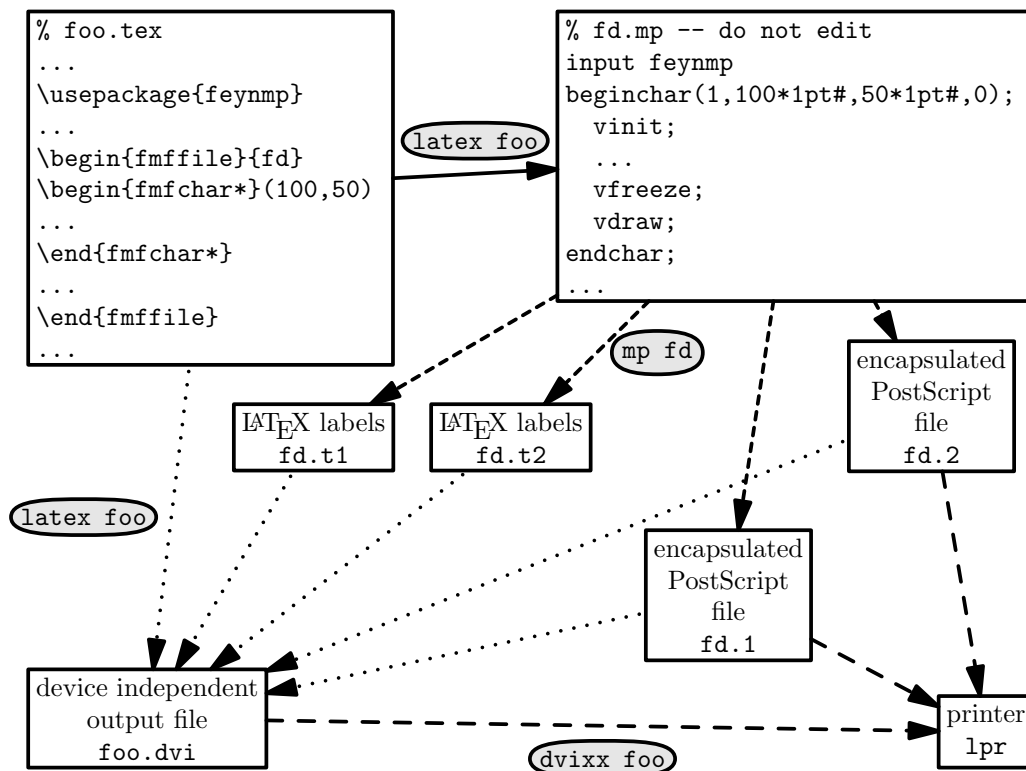 % foo.tex
...
\usepackage{feynmp}
...
\begin{fmffile}{fd}
\begin{fmfchar*}(100,50)
...
\end{fmfchar*}
...
\end{fmffile}
...
latex foo
% fd.mp -- do not edit
input feynmp
beginchar(1,100*1pt#,50*1pt#,0);
  vinit;
  ...
  vfreeze;
  vdraw;
endchar;
...
mp fd
LATEX labels
fd.t1
LATEX labels
fd.t2
encapsulated
PostScript
file
fd.2
latex foo
encapsulated
PostScript
file
fd.1
device independent
output file
foo.dvi
dvixx foo
printer
lpr